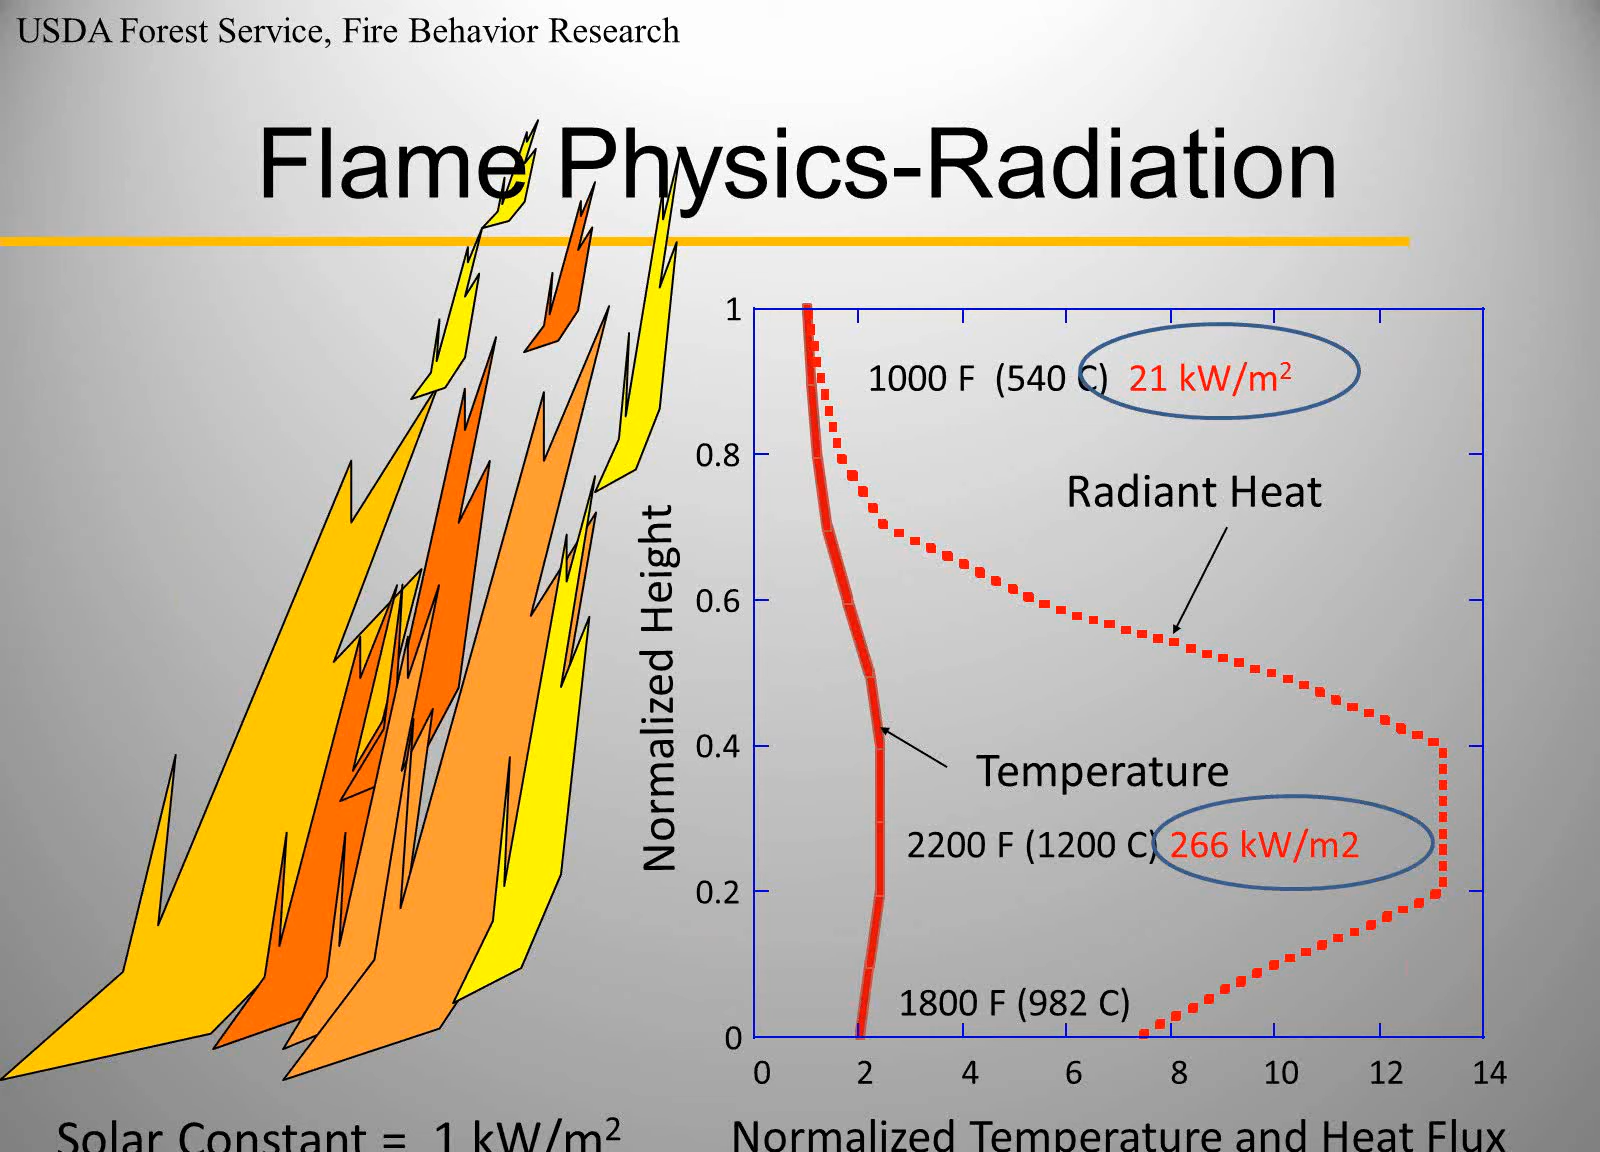 USDA Forest Service, Fire Behavior Research
Flame Physics-Radiation
1
1000 F (540 C) 21 kW/m²
0.8
Radiant Heat
Normalized Height
0.6
0.4
Temperature
2200 F (1200 C) 266 kW/m2
0.2
1800 F (982 C)
0
0 2 4 6 8 10 12 14
Solar Constant = 1 kW/m²
Normalized Temperature and Heat Flux